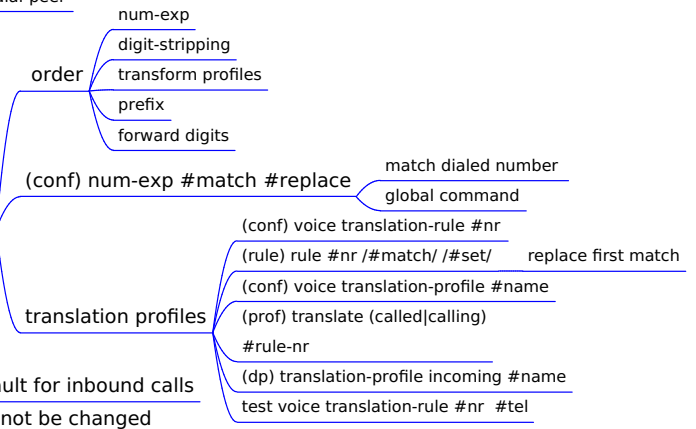 num-exp
digit-stripping
order
transform profiles
prefix
forward digits
(conf) num-exp #match #replace
match dialed number
global command
(conf) voice translation-rule #nr
(rule) rule #nr /#match/ /#set/
replace first match
(conf) voice translation-profile #name
translation profiles
(prof) translate (called|calling)
#rule-nr
(dp) translation-profile incoming #name
test voice translation-rule #nr  #tel
for inbound calls
not be changed